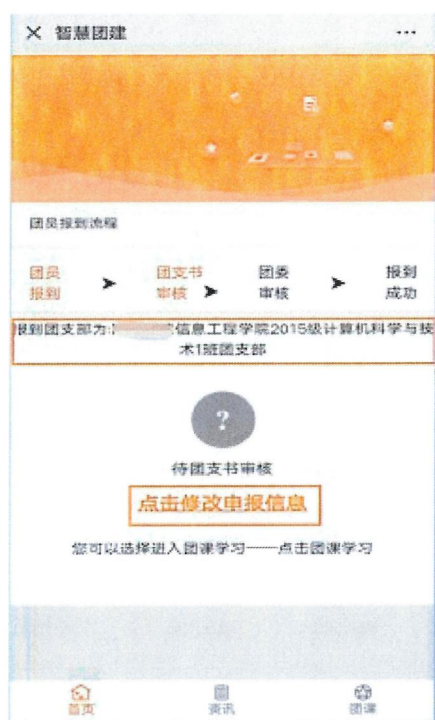 智慧团建
团员报到流程
团员 团支书 团委 报到
报到 审核 审核 成功
报到团支部为: 信息工程学院2015级计算机科学与技
术1班团支部
?
待团支书审核
点击修改申报信息
您可以选择进入团课学习——点击团课学习
首页 资讯 团课